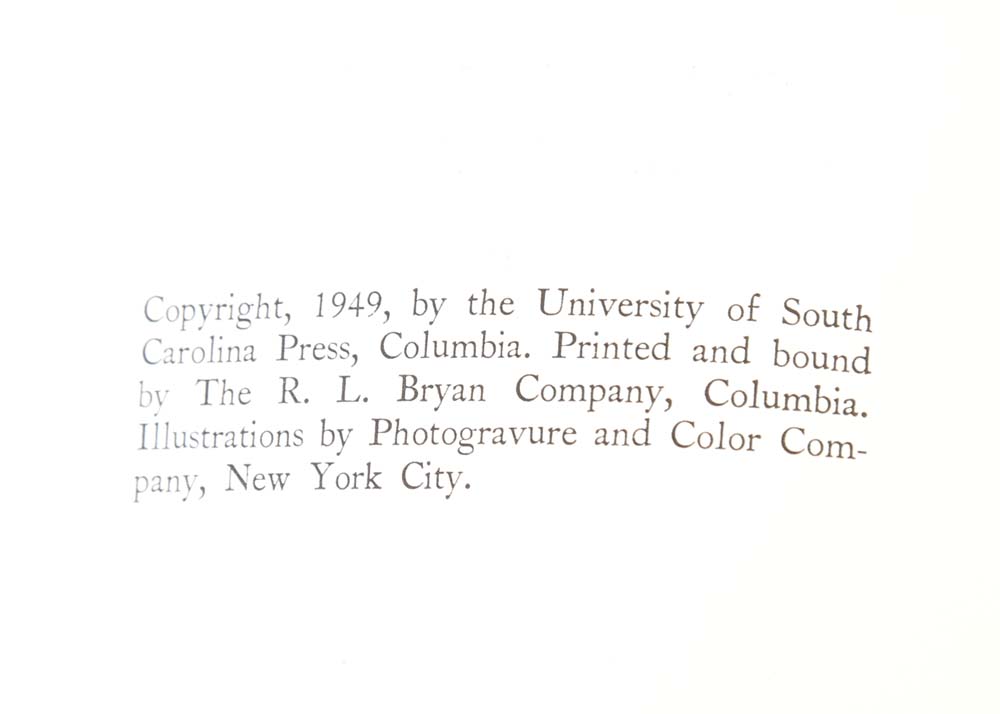 Copyright, 1949, by the University of South
Carolina Press, Columbia. Printed and bound
by The R. L. Bryan Company, Columbia.
Illustrations by Photogravure and Color Com-
pany, New York City.